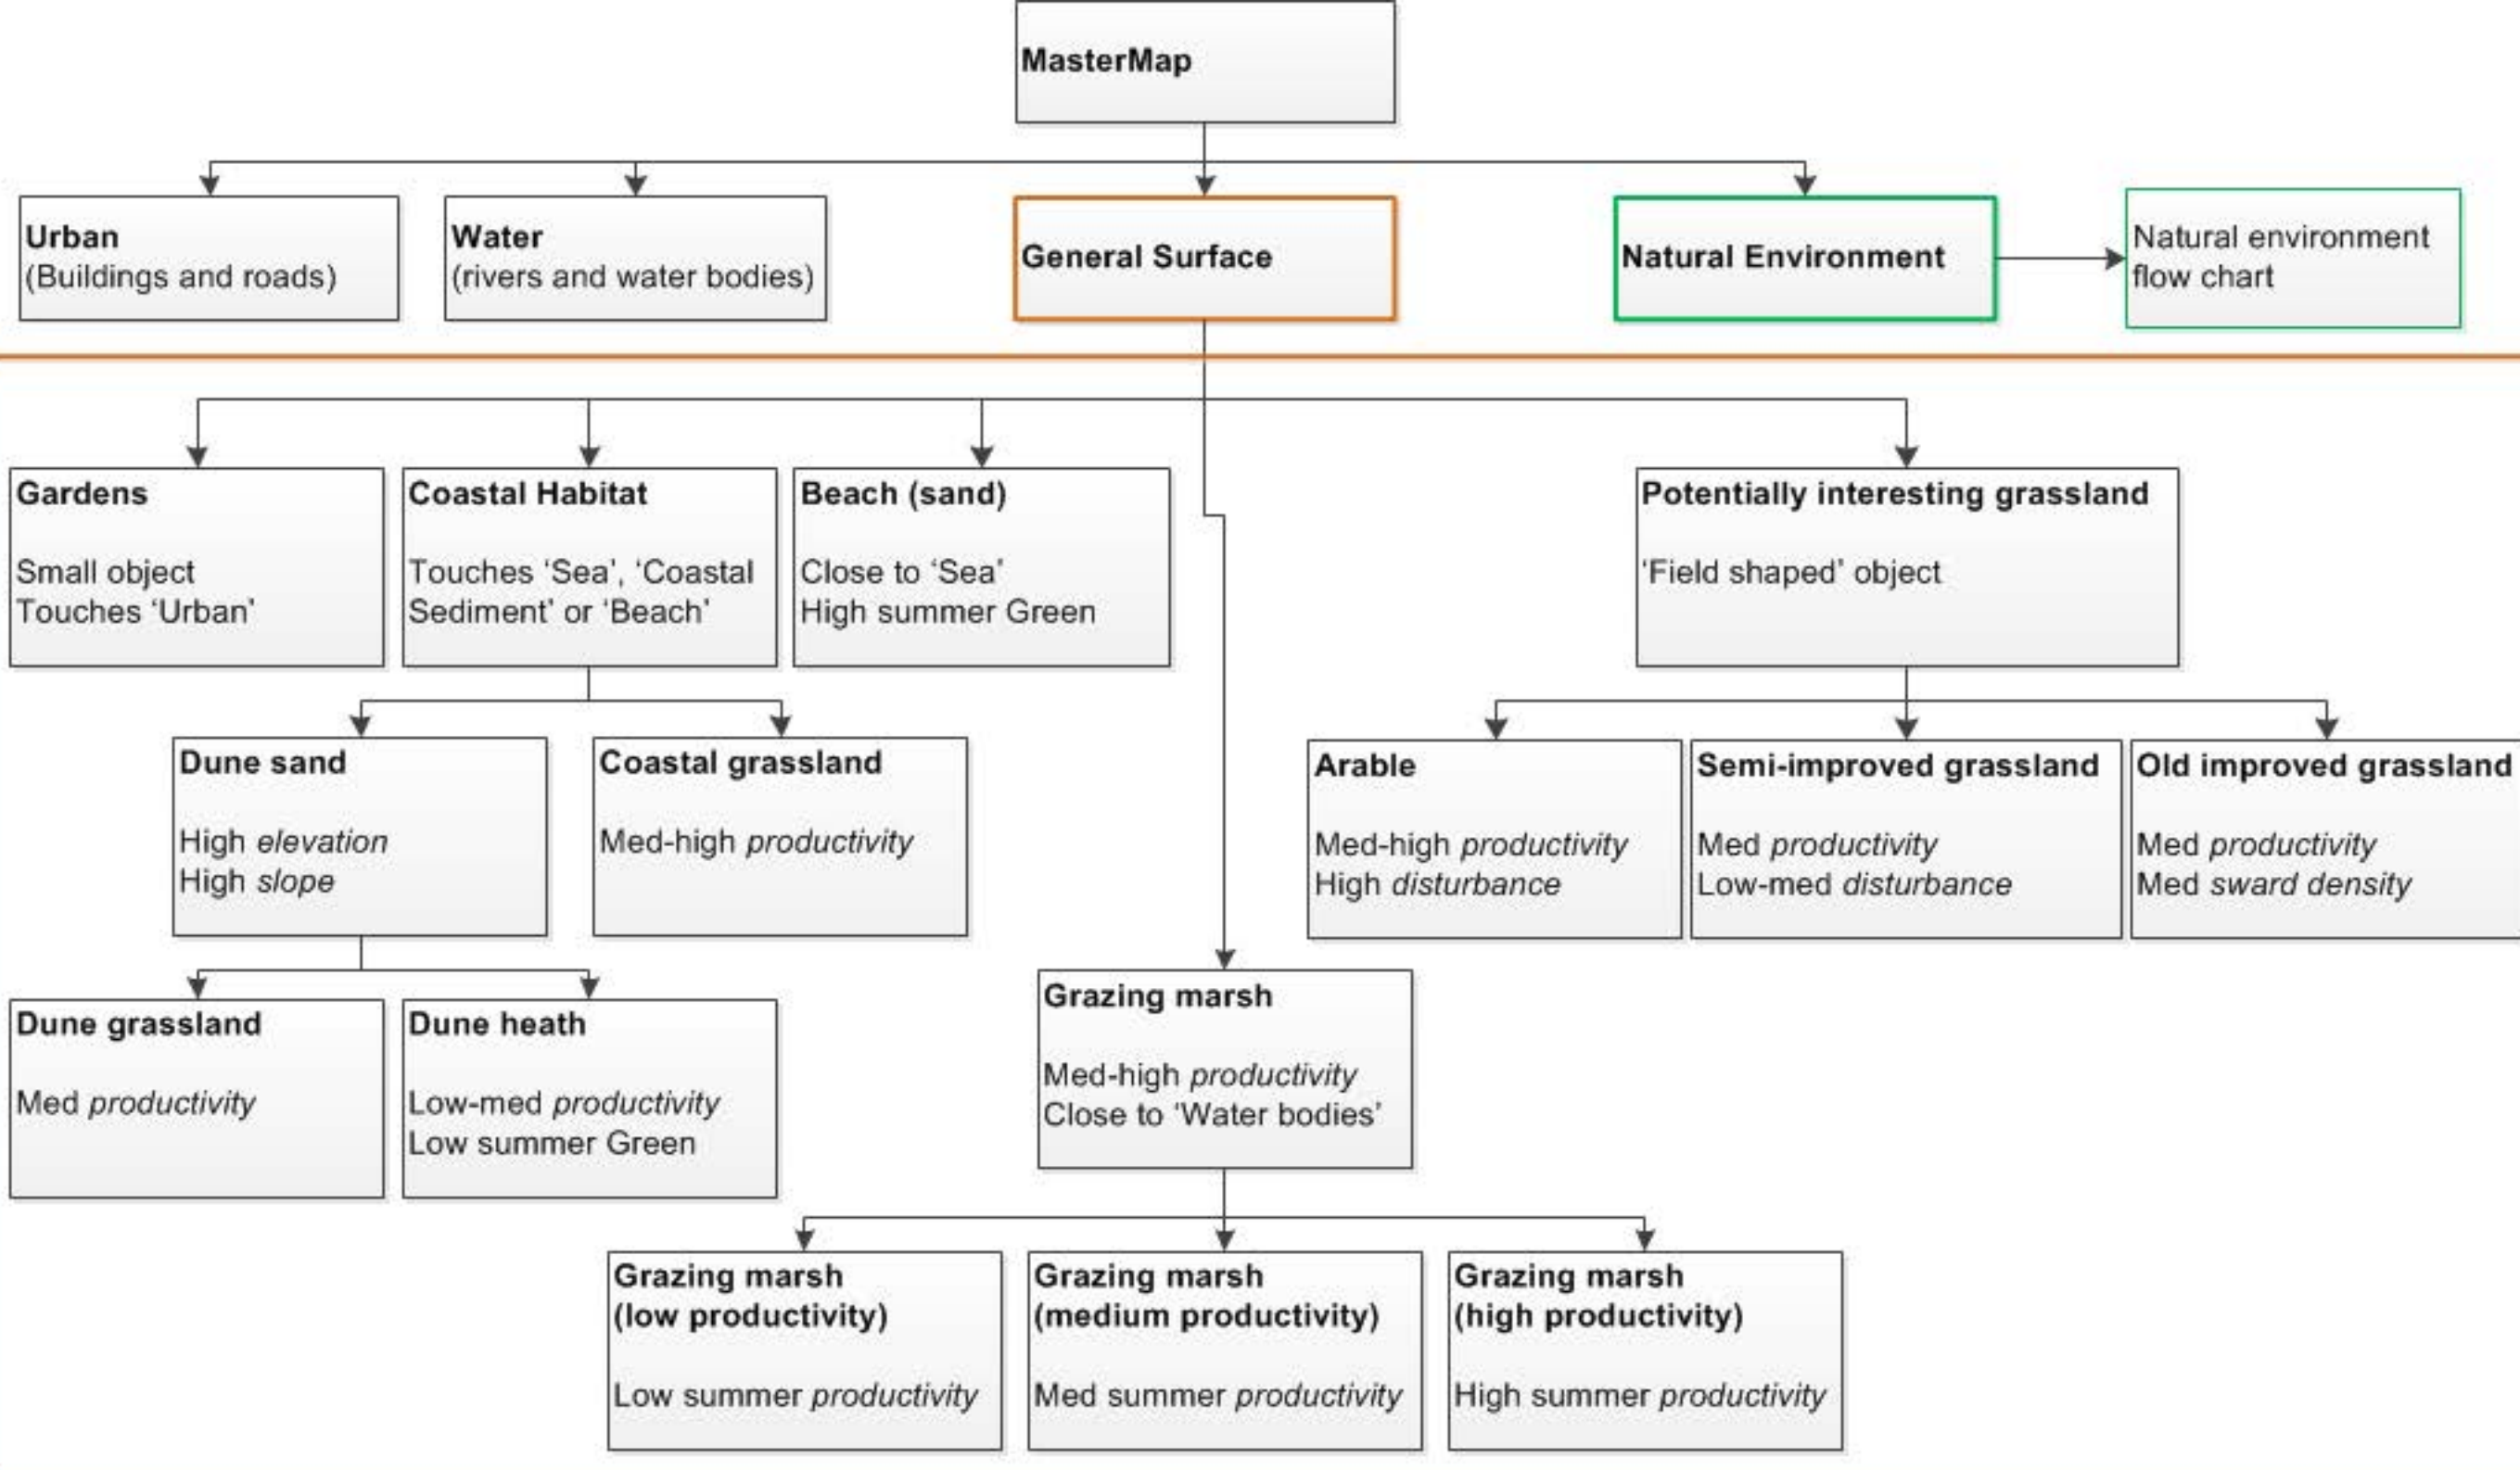 MasterMap
Urban
(Buildings and roads)
Water
(rivers and water bodies)
General Surface
Natural Environment
Natural environment
flow chart
Gardens
Small object
Touches ‘Urban’
Coastal Habitat
Touches ‘Sea’, ‘Coastal
Sediment’ or ‘Beach’
Beach (sand)
Close to ‘Sea’
High summer Green
Potentially interesting grassland
‘Field shaped’ object
Dune sand
High elevation
High slope
Coastal grassland
Med-high productivity
Arable
Med-high productivity
High disturbance
Semi-improved grassland
Med productivity
Low-med disturbance
Old improved grassland
Med productivity
Med sward density
Dune grassland
Med productivity
Dune heath
Low-med productivity
Low summer Green
Grazing marsh
Med-high productivity
Close to ‘Water bodies’
Grazing marsh
(low productivity)
Low summer productivity
Grazing marsh
(medium productivity)
Med summer productivity
Grazing marsh
(high productivity)
High summer productivity